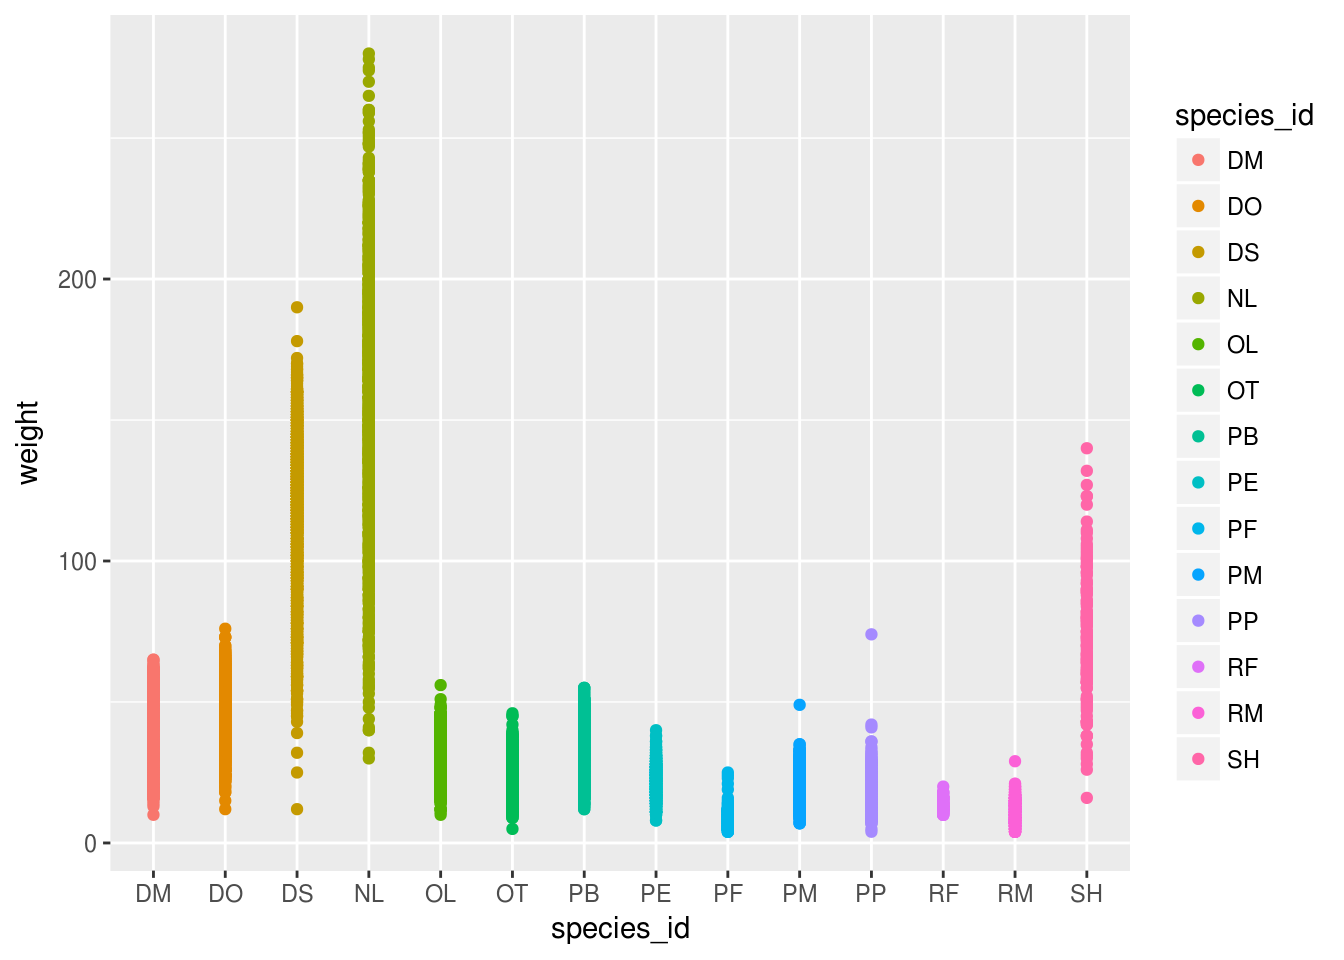 weight
200
100
0
DM DO DS NL OL OT PB PE PF PM PP RF RM SH
species_id
species_id
DM
DO
DS
NL
OL
OT
PB
PE
PF
PM
PP
RF
RM
SH